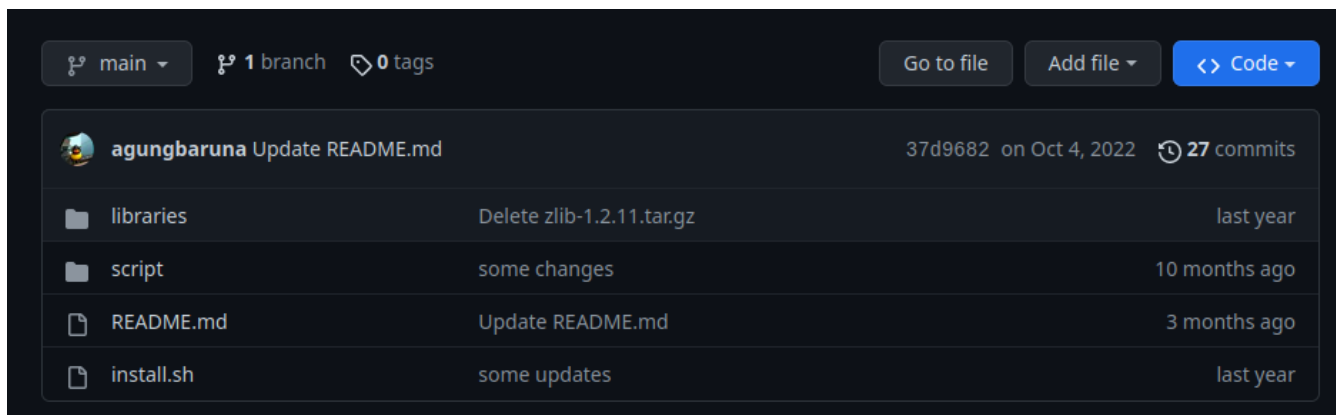 main 1 branch 0 tags Go to file Add file Code
agungbaruna Update README.md 37d9682 on Oct 4, 2022 27 commits
libraries Delete zlib-1.2.11.tar.gz last year
script some changes 10 months ago
README.md Update README.md 3 months ago
install.sh some updates last year